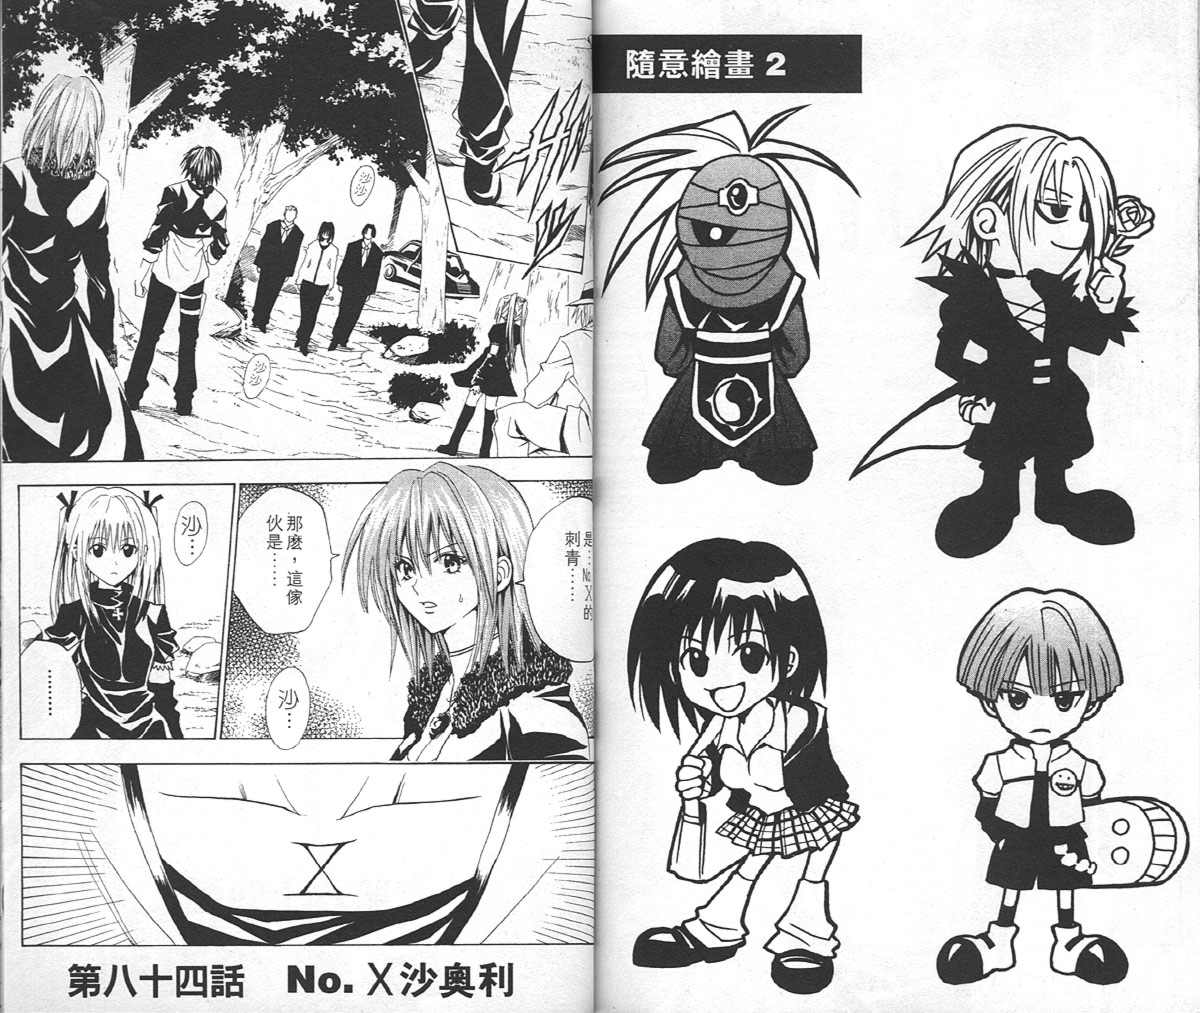 隨意繪畫 2
沙沙
沙沙
是…No.X的
刺青……
那麽，這傢
伙是……
沙…
沙…
…………
X
第八十四話 No. X沙奧利